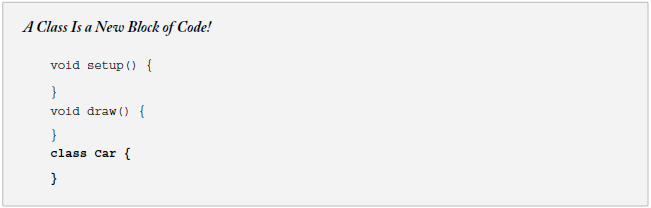 A Class Is a New Block of Code!
void setup() {
}
void draw() {
}
class Car {
}